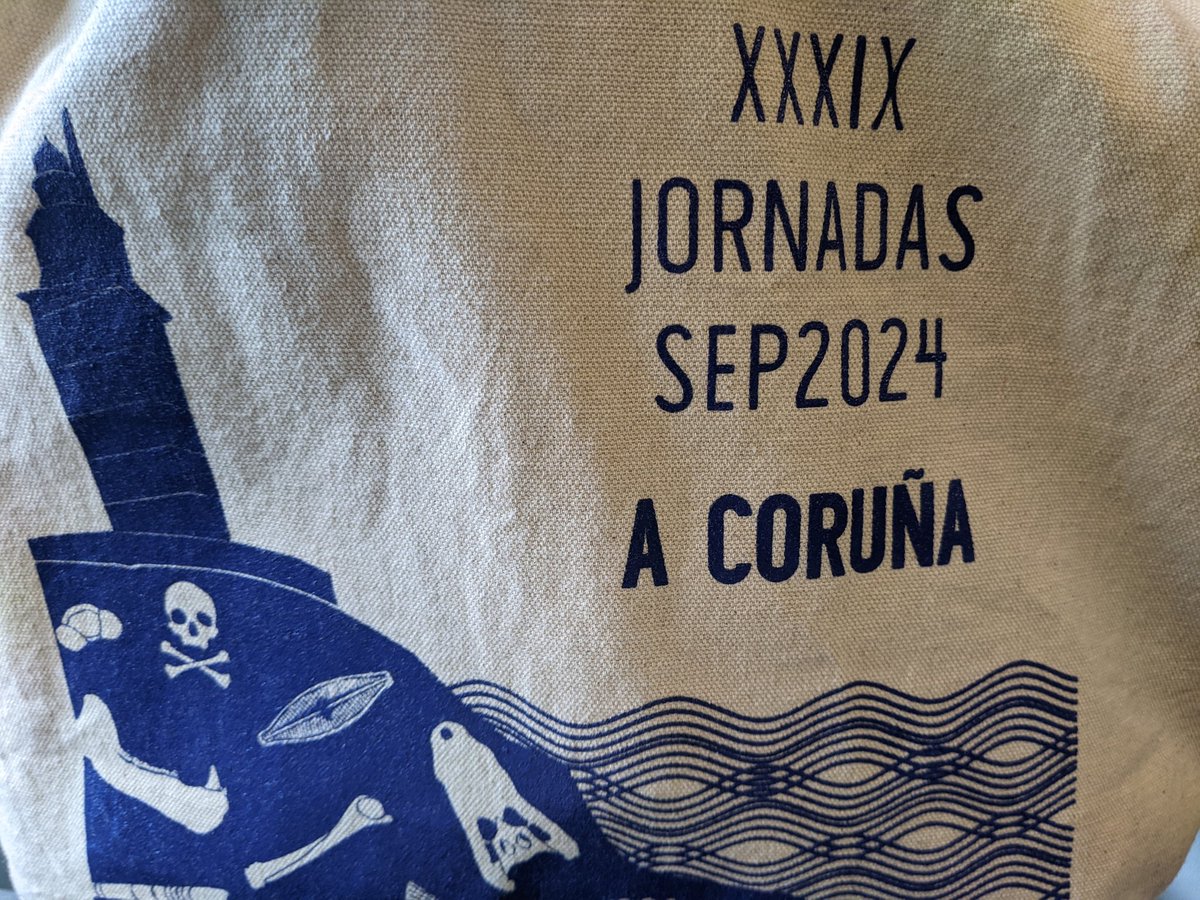 XXXIX
JORNADAS
SEP2024
A CORUÑA